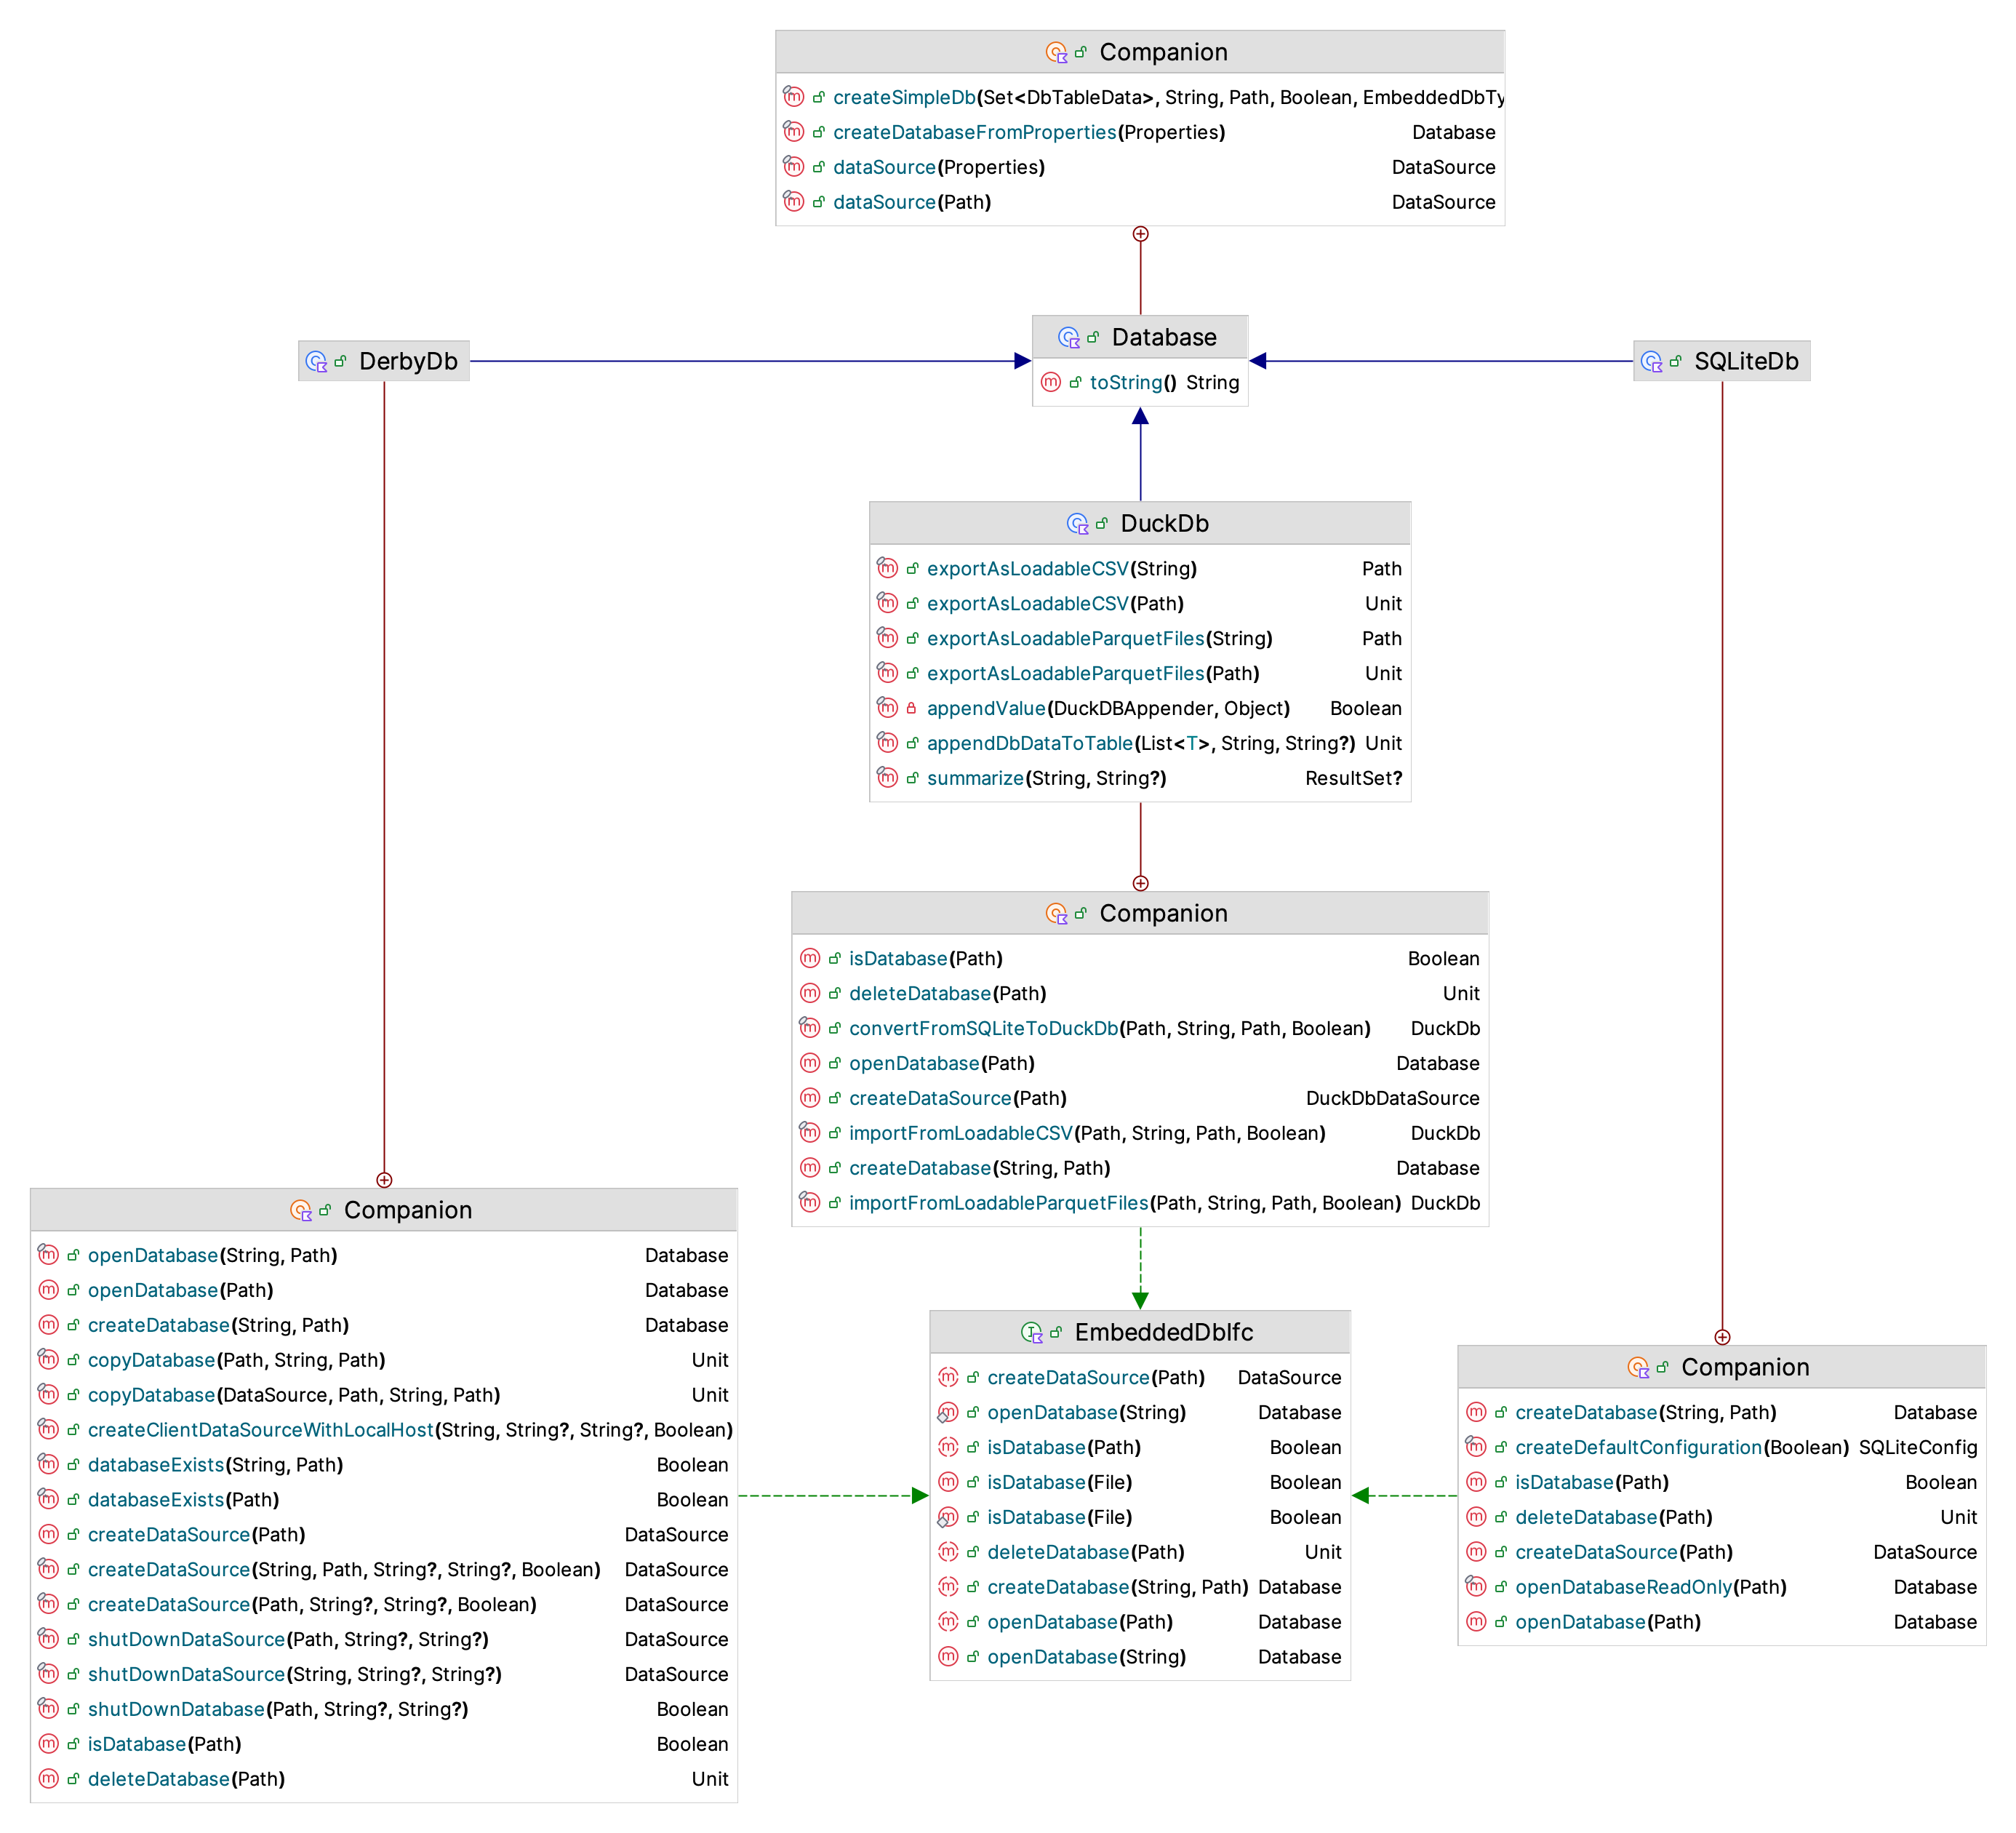 Companion
createSimpleDb(Set<DbTableData>, String, Path, Boolean, EmbeddedDbTy
createDatabaseFromProperties(Properties) Database
dataSource(Properties) DataSource
dataSource(Path) DataSource
DerbyDb
Database
toString() String
SQLiteDb
DuckDb
exportAsLoadableCSV(String) Path
exportAsLoadableCSV(Path) Unit
exportAsLoadableParquetFiles(String) Path
exportAsLoadableParquetFiles(Path) Unit
appendValue(DuckDBAppender, Object) Boolean
appendDbDataToTable(List<T>, String, String?) Unit
summarize(String, String?) ResultSet?
Companion
isDatabase(Path) Boolean
deleteDatabase(Path) Unit
convertFromSQLiteToDuckDb(Path, String, Path, Boolean) DuckDb
openDatabase(Path) Database
createDataSource(Path) DuckDbDataSource
importFromLoadableCSV(Path, String, Path, Boolean) DuckDb
createDatabase(String, Path) Database
importFromLoadableParquetFiles(Path, String, Path, Boolean) DuckDb
Companion
openDatabase(String, Path) Database
openDatabase(Path) Database
createDatabase(String, Path) Database
copyDatabase(Path, String, Path) Unit
copyDatabase(DataSource, Path, String, Path) Unit
createClientDataSourceWithLocalHost(String, String?, String?, Boolean)
databaseExists(String, Path) Boolean
databaseExists(Path) Boolean
createDataSource(Path) DataSource
createDataSource(String, Path, String?, String?, Boolean) DataSource
createDataSource(Path, String?, String?, Boolean) DataSource
shutDownDataSource(Path, String?, String?) DataSource
shutDownDataSource(String, String?, String?) DataSource
shutDownDatabase(Path, String?, String?) Boolean
isDatabase(Path) Boolean
deleteDatabase(Path) Unit
EmbeddedDbIfc
createDataSource(Path) DataSource
openDatabase(String) Database
isDatabase(Path) Boolean
isDatabase(File) Boolean
isDatabase(File) Boolean
deleteDatabase(Path) Unit
createDatabase(String, Path) Database
openDatabase(Path) Database
openDatabase(String) Database
Companion
createDatabase(String, Path) Database
createDefaultConfiguration(Boolean) SQLiteConfig
isDatabase(Path) Boolean
deleteDatabase(Path) Unit
createDataSource(Path) DataSource
openDatabaseReadOnly(Path) Database
openDatabase(Path) Database